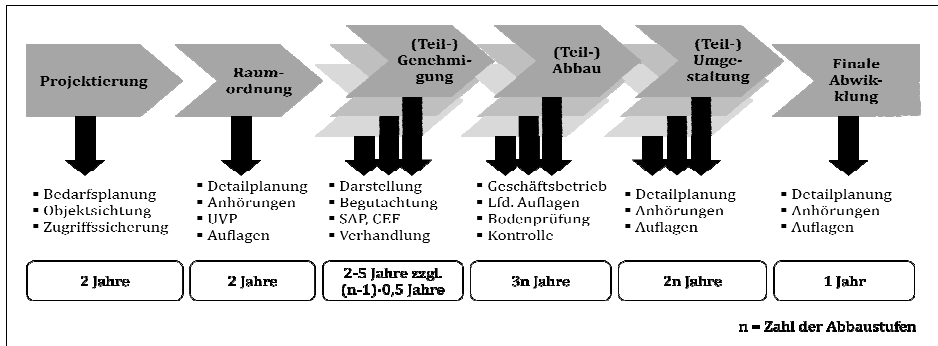 Projektierung
Raum-
ordnung
(Teil-)
Genehmi-
gung
(Teil-)
Abbau
(Teil-)
Umge-
staltung
Finale
Abwik-
klung
▪ Bedarfsplanung
▪ Objektsichtung
▪ Zugriffssicherung
▪ Detailplanung
▪ Anhörungen
▪ UVP
▪ Auflagen
▪ Darstellung
▪ Begutachtung
▪ SAP, CEF
▪ Verhandlung
▪ Geschäftsbetrieb
▪ Lfd. Auflagen
▪ Bodenprüfung
▪ Kontrolle
▪ Detailplanung
▪ Anhörungen
▪ Auflagen
▪ Detailplanung
▪ Anhörungen
▪ Auflagen
2 Jahre
2 Jahre
2-5 Jahre zzgl.
(n-1)·0,5 Jahre
3n Jahre
2n Jahre
1 Jahr
n = Zahl der Abbaustufen